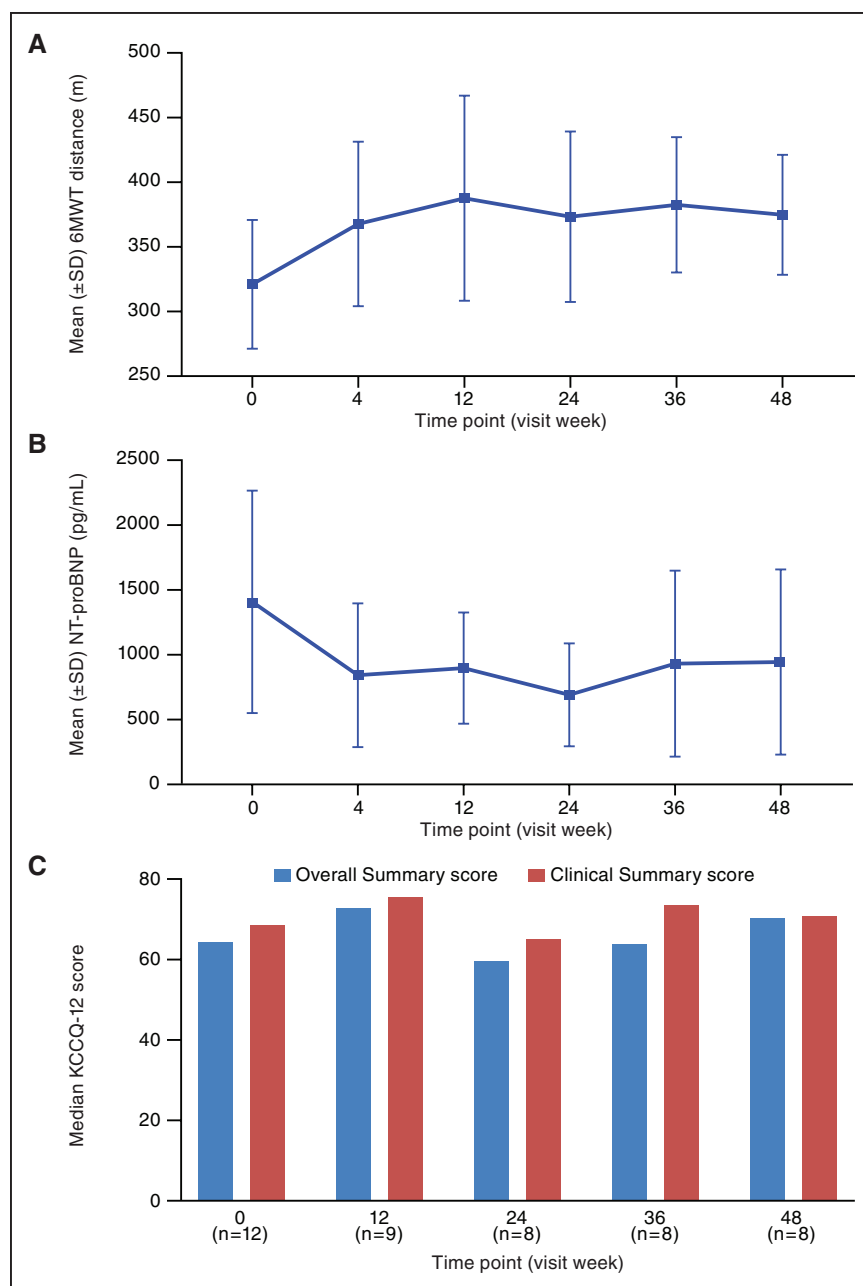 A
Mean (±SD) 6MWT distance (m)
500
450
400
350
300
250
0 4 12 24 36 48
Time point (visit week)
B
Mean (±SD) NT-proBNP (pg/mL)
2500
2000
1500
1000
500
0
0 4 12 24 36 48
Time point (visit week)
C
Overall Summary score Clinical Summary score
Median KCCQ-12 score
80
60
40
20
0
0 12 24 36 48
(n=12) (n=9) (n=8) (n=8) (n=8)
Time point (visit week)